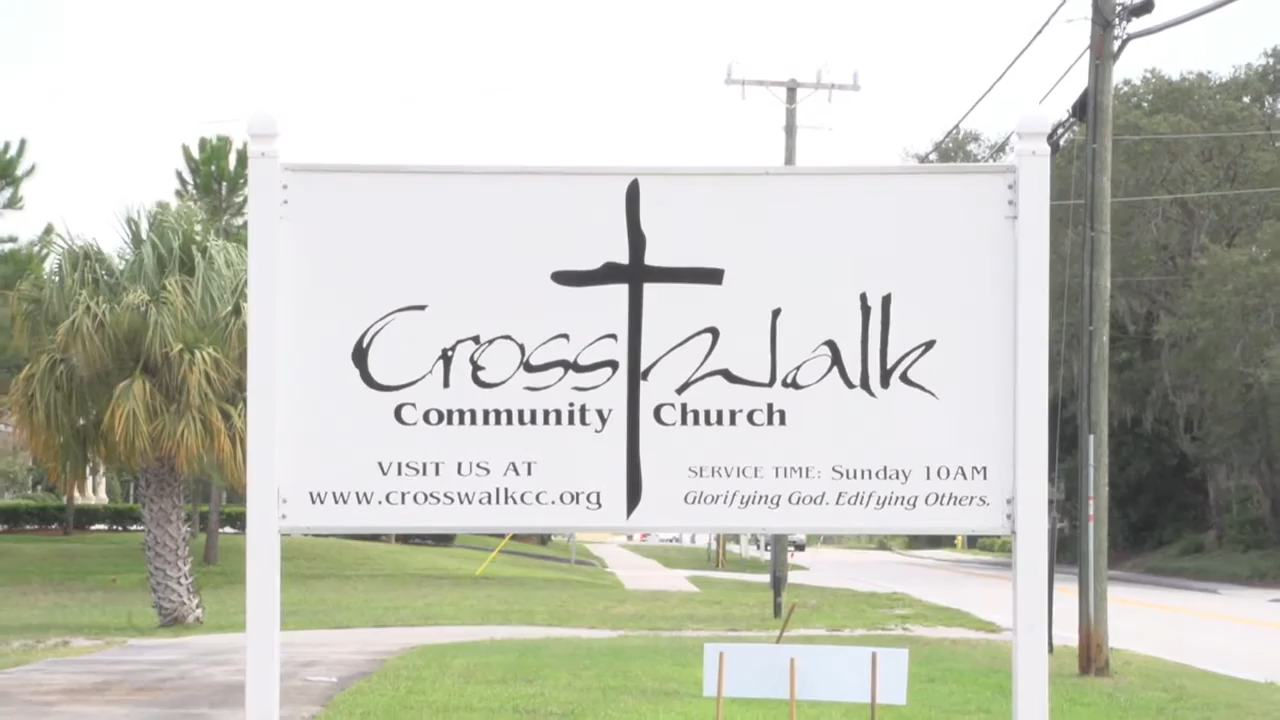 CrossWalk
Community Church
VISIT US AT
www.crosswalkcc.org
SERVICE TIME: Sunday 10AM
Glorifying God. Edifying Others.